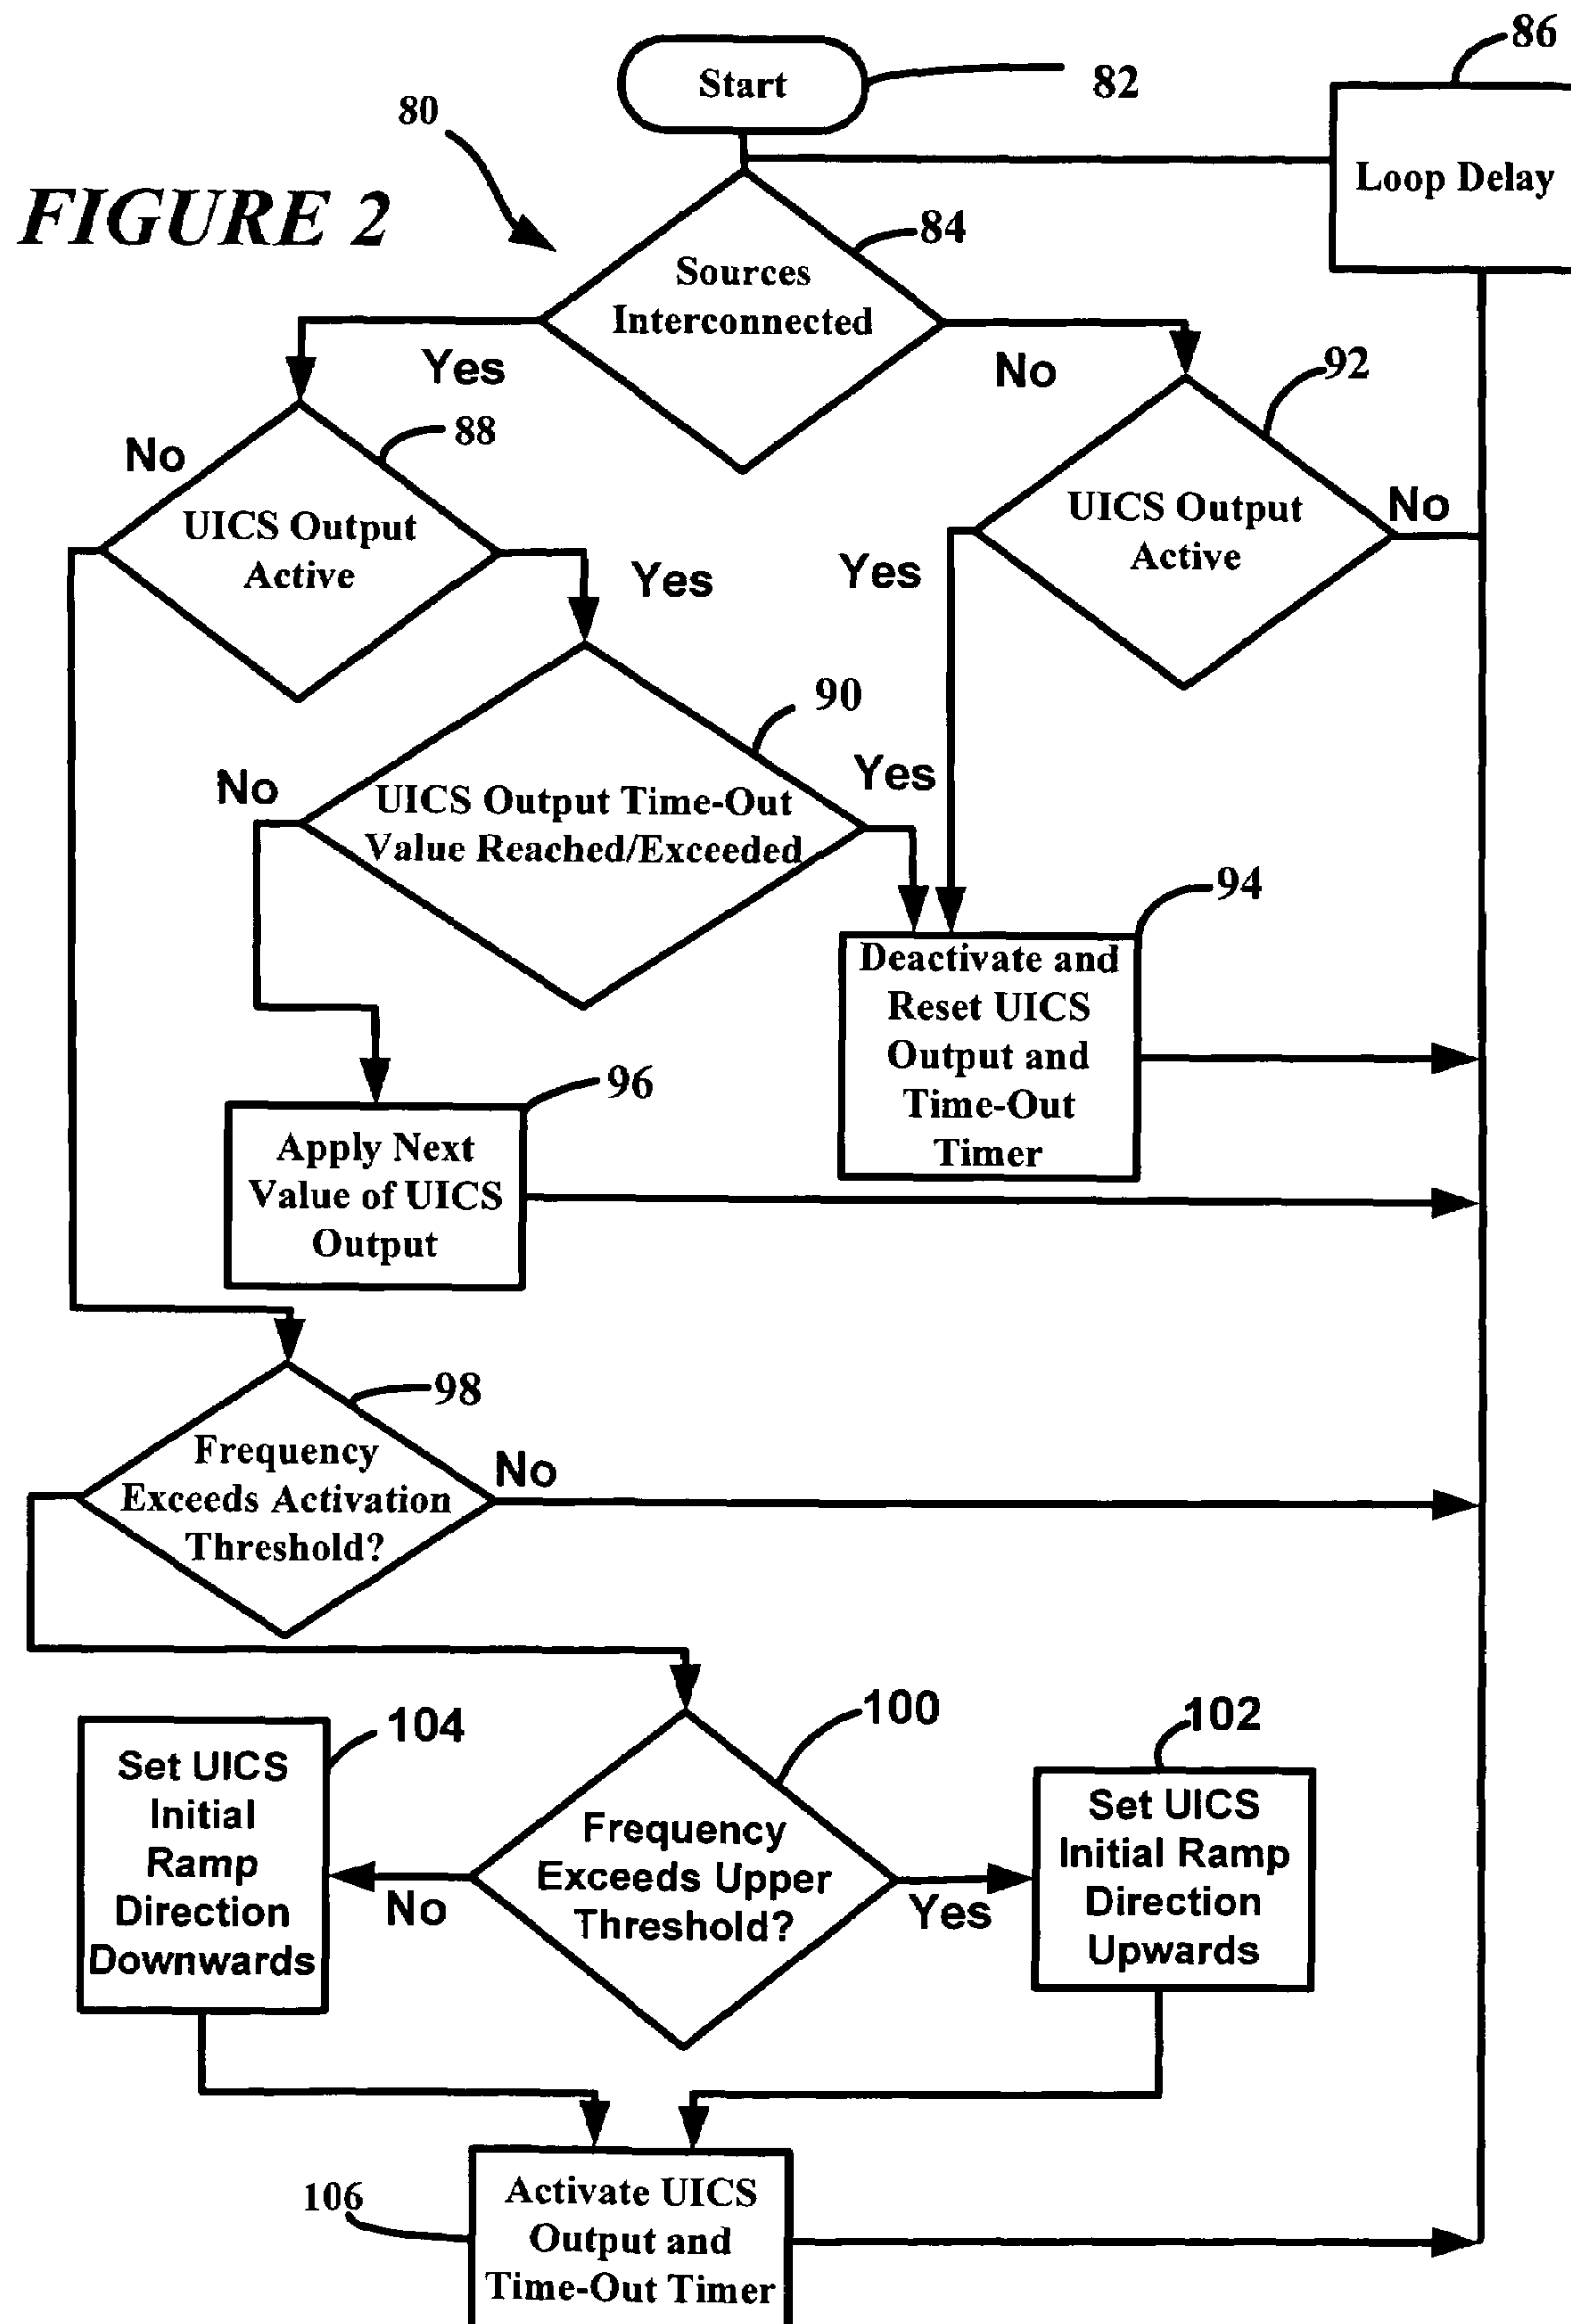 86
Start
82
80
Loop Delay
FIGURE 2
84
Sources
Interconnected
Yes
No
92
88
No
UICS Output
Active
UICS Output
Active
No
Yes
Yes
90
No
Yes
UICS Output Time-Out
Value Reached/Exceeded
94
Deactivate and
Reset UICS
Output and
Time-Out
Timer
96
Apply Next
Value of UICS
Output
98
Frequency
Exceeds Activation
Threshold?
No
104
100
102
Set UICS
Initial
Ramp
Direction
Downwards
Frequency
Exceeds Upper
Threshold?
Set UICS
Initial Ramp
Direction
Upwards
No
Yes
106
Activate UICS
Output and
Time-Out Timer